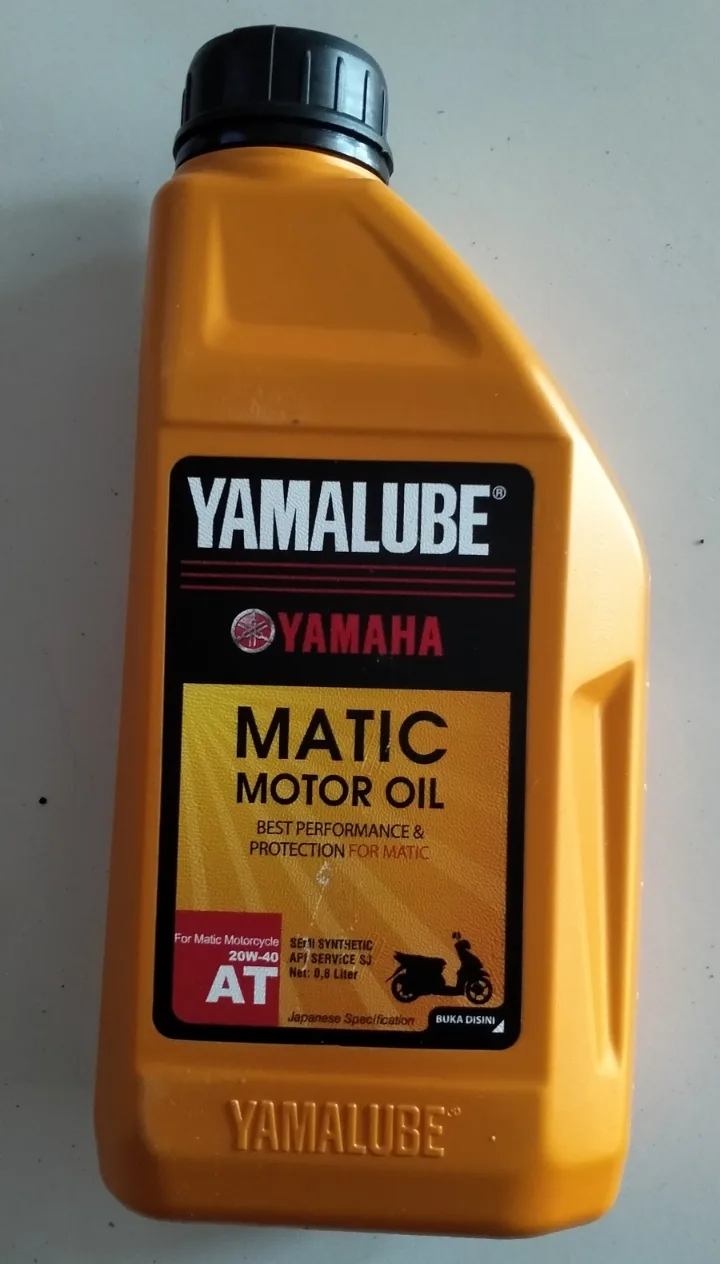 YAMALUBE®
YAMAHA
MATIC
MOTOR OIL
BEST PERFORMANCE &
PROTECTION FOR MATIC
For Matic Motorcycle
20W-40
AT
SEMI SYNTHETIC
API SERVICE SJ
Net: 0,8 Liter
Japanese Specification
BUKA DISINI
YAMALUBE®